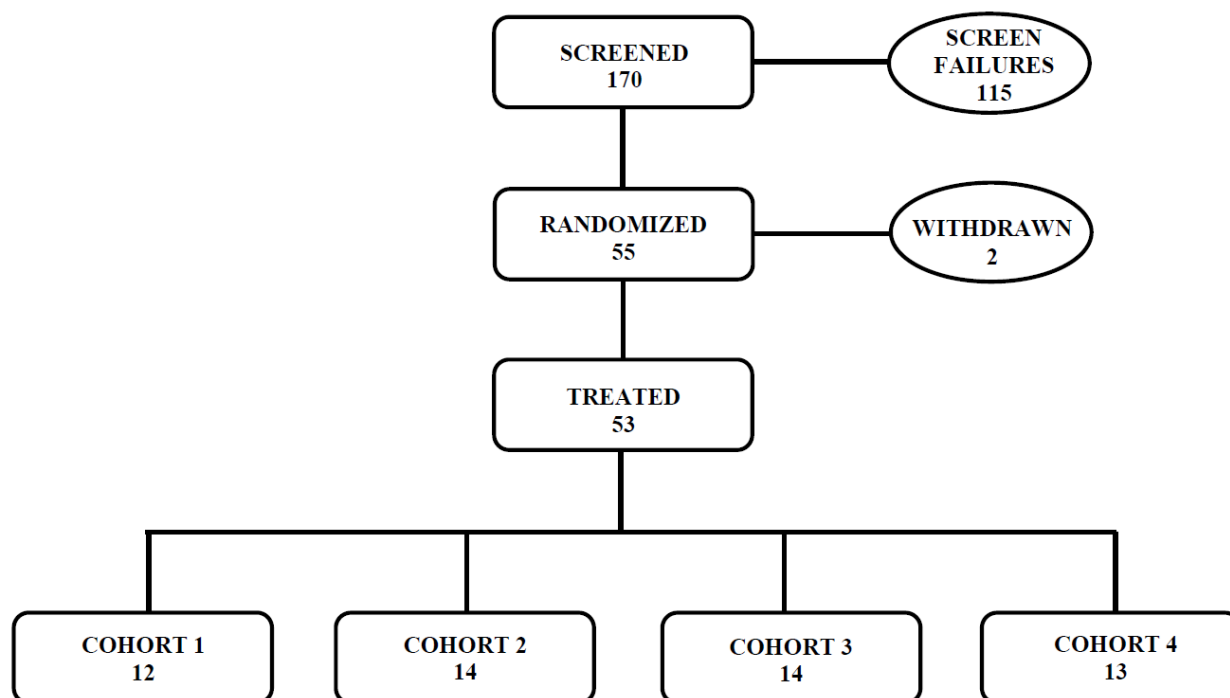 SCREENED
170
SCREEN
FAILURES
115
RANDOMIZED
55
WITHDRAWN
2
TREATED
53
COHORT 1
12
COHORT 2
14
COHORT 3
14
COHORT 4
13